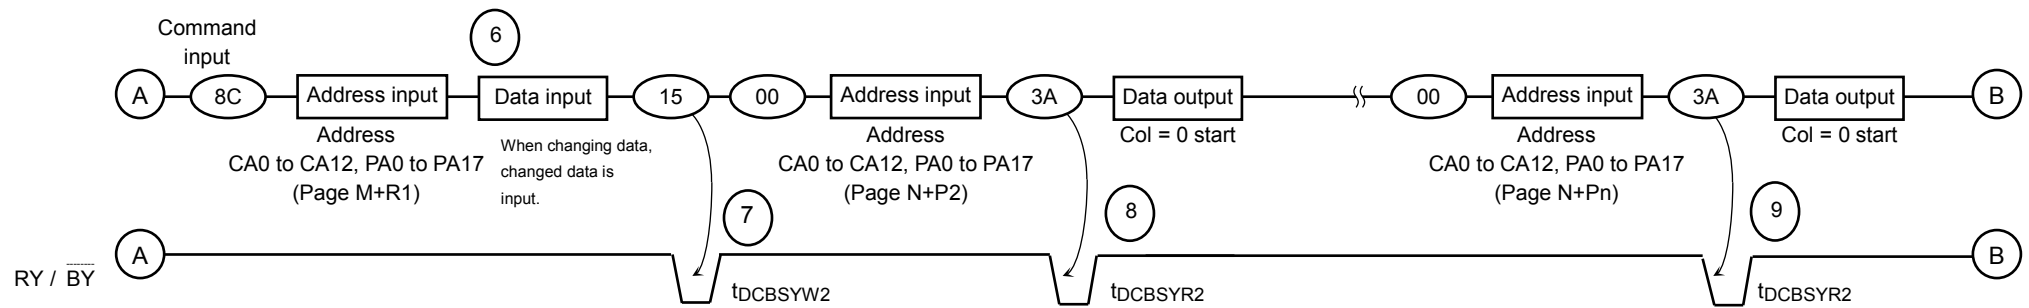 Command
input
6
A 8C Address input Data input 15 00 Address input 3A Data output 00 Address input 3A Data output B
Address
CA0 to CA12, PA0 to PA17
(Page M+R1)
When changing data,
changed data is
input.
Address
CA0 to CA12, PA0 to PA17
(Page N+P2)
Col = 0 start
Address
CA0 to CA12, PA0 to PA17
(Page N+Pn)
Col = 0 start
7
8
9
RY / BY A B
tDCBSYW2
tDCBSYR2
tDCBSYR2